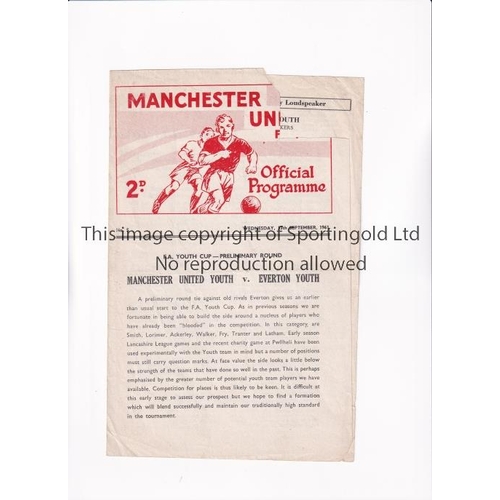 MANCHESTER
UN
F
y Loudspeaker
OUTH
KERS
Official
Programme
2D.
WEDNESDAY, SEPTEMBER,
This image copyright of Sportingold Ltd
F.A. YOUTH CUP—PRELIMINARY ROUND
No reproduction allowed
MANCHESTER UNITED YOUTH v. EVERTON YOUTH
A preliminary round tie against old rivals Everton gives us an earlier
than usual start to the F.A. Youth Cup. As in previous seasons we are
fortunate in being able to build the side around a nucleus of players who
have already been "blooded" in the competition. In this category are
Smith, Lorimer, Ackerley, Walker, Fry, Tranter and Latham. Early season
Lancashire League games and the recent charity game at Pwllheli have
been used experimentally with the Youth team in mind but a number of positions
must still carry question marks. At face value the side looks a little below
the strength of the teams that have done so well in the past. This is perhaps
emphasised by the greater number of potential youth team players we have
available. Competition for places is thus likely to be keen. It is difficult at
this early stage to assess our prospect but we hope to find a formation
which will blend successfully and maintain our traditionally high standard
in the tournament.